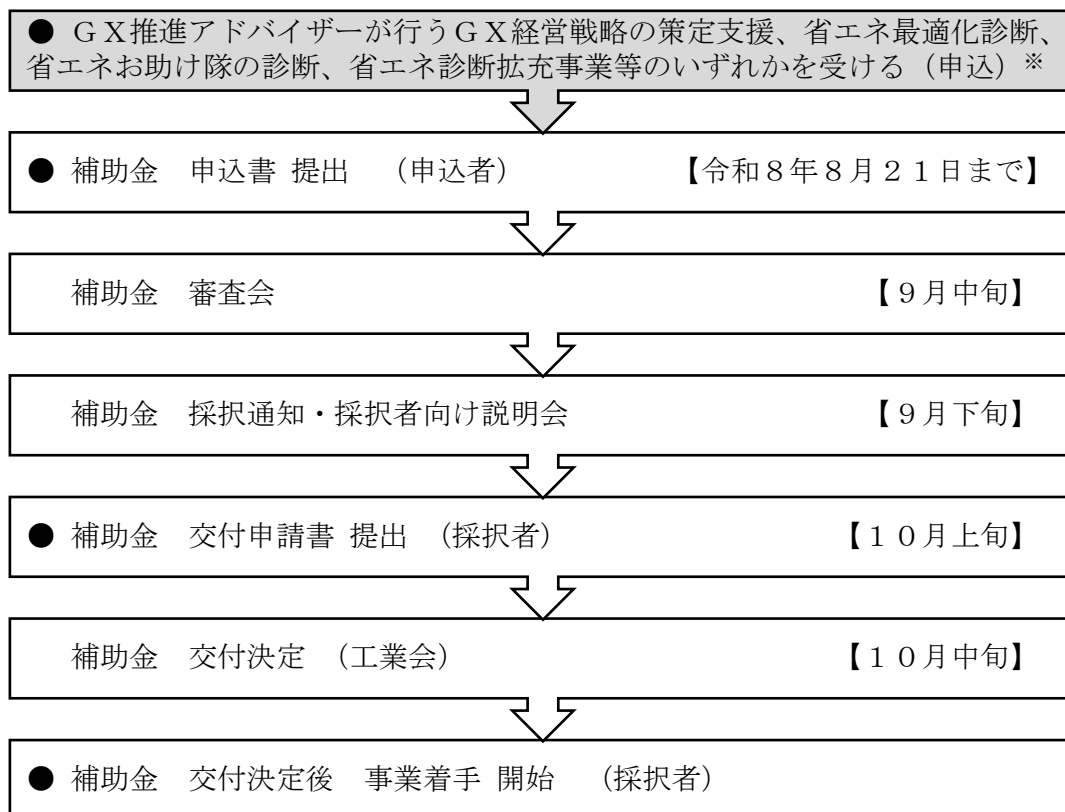 ● ＧＸ推進アドバイザーが行うＧＸ経営戦略の策定支援、省エネ最適化診断、
省エネお助け隊の診断、省エネ診断拡充事業等のいずれかを受ける（申込）※
● 補助金　申込書 提出　（申込者）　【令和８年８月２１日まで】
補助金　審査会　【９月中旬】
補助金　採択通知・採択者向け説明会　【９月下旬】
● 補助金　交付申請書 提出　（採択者）　【１０月上旬】
補助金　交付決定　（工業会）　【１０月中旬】
● 補助金　交付決定後　事業着手 開始　（採択者）